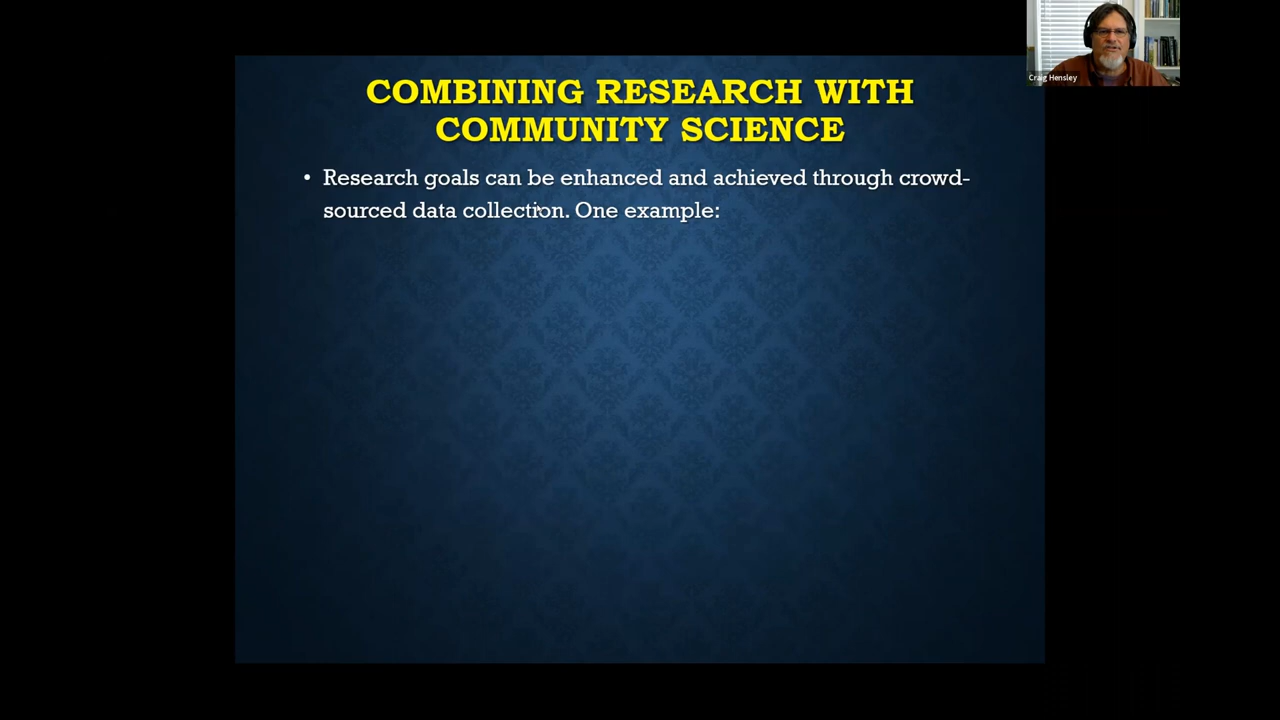 COMBINING RESEARCH WITH
COMMUNITY SCIENCE
• Research goals can be enhanced and achieved through crowd-
sourced data collection. One example:
Craig Hensley